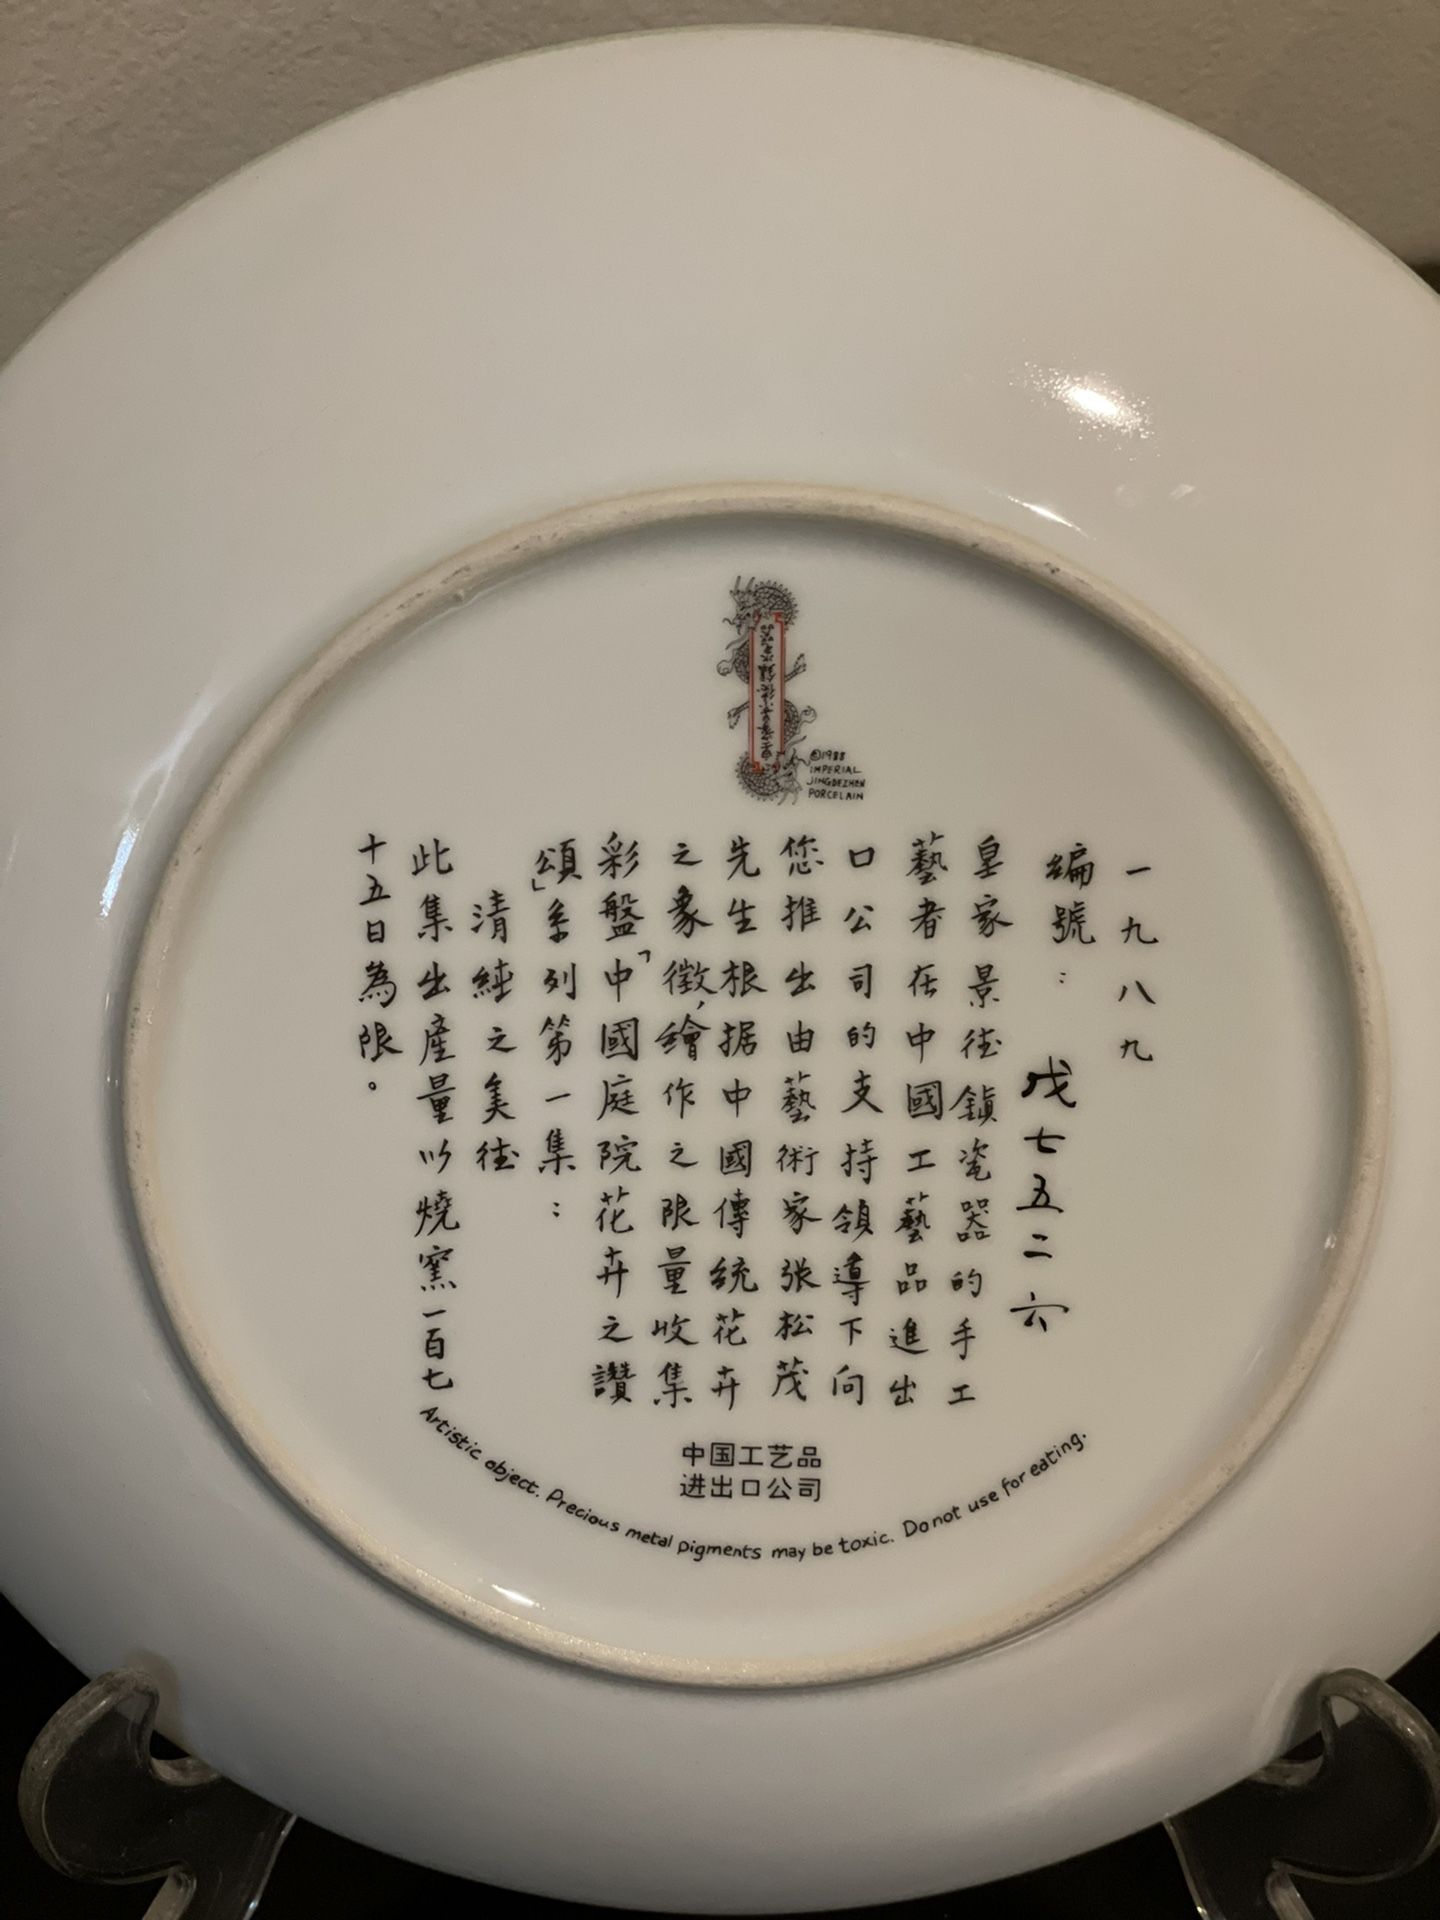 ©1988
IMPERIAL
JINGDEZHEN
PORCELAIN
一九八九
編號：戊七五二六
皇家景德鎮瓷器的手工
藝者在中國工藝品進出
口公司的支持領導下向
您推出由藝術家張松茂
先生根据中國傳統花卉
之象徵，繪作之限量收集
彩盤「中國庭院花卉之讚
頌」系列第一集：
清純之美德
此集出產量以燒窯一百七
十五日為限。
中国工艺品
进出口公司
Artistic object. Precious metal pigments may be toxic. Do not use for eating.